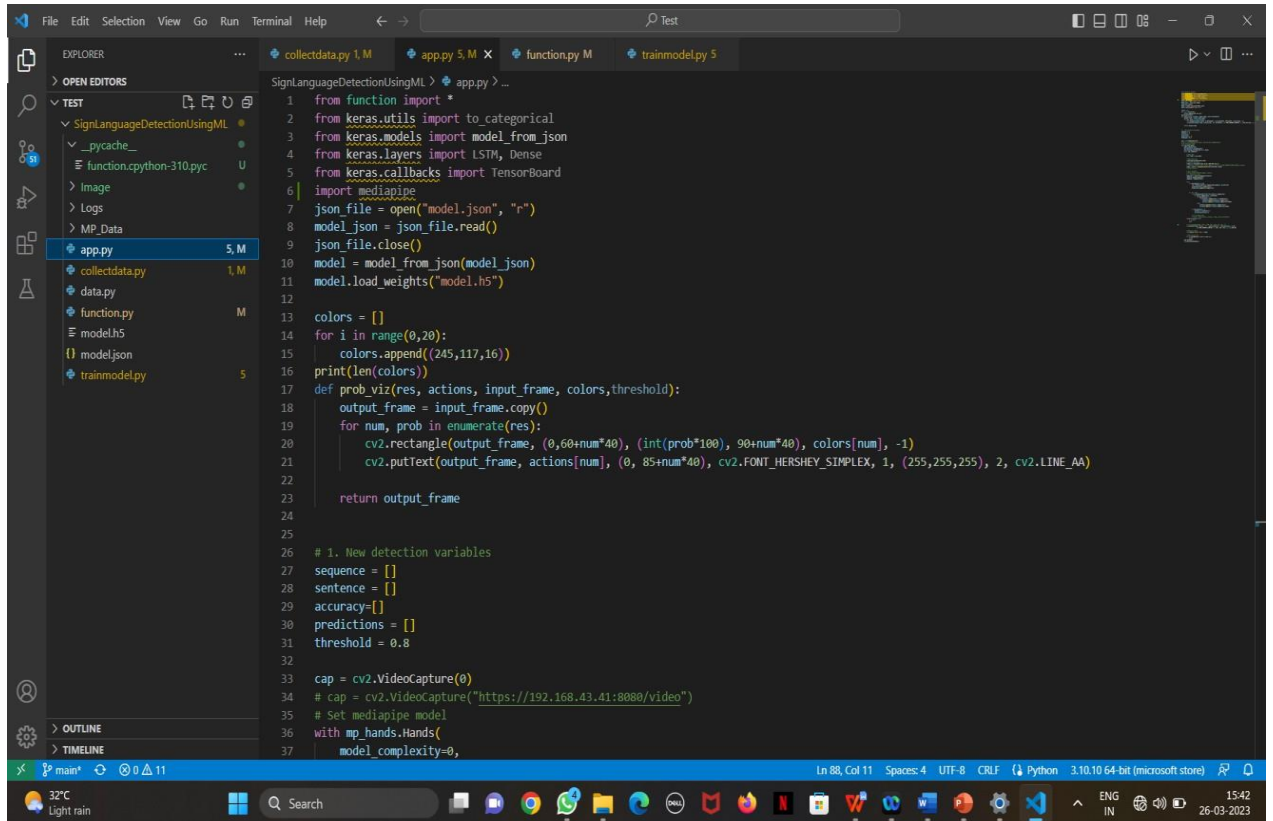 File Edit Selection View Go Run Terminal Help
Test
EXPLORER
OPEN EDITORS
TEST
SignLanguageDetectionUsingML
_pycache_
function.cpython-310.pyc U
Image
Logs
MP_Data
app.py 5, M
collectdata.py 1, M
data.py
function.py M
model.h5
model.json
trainmodel.py 5
OUTLINE
TIMELINE
51
collectdata.py 1, M app.py 5, M function.py M trainmodel.py 5
SignLanguageDetectionUsingML > app.py > ...
1 from function import *
2 from keras.utils import to_categorical
3 from keras.models import model_from_json
4 from keras.layers import LSTM, Dense
5 from keras.callbacks import TensorBoard
6 import mediapipe
7 json_file = open("model.json", "r")
8 model_json = json_file.read()
9 json_file.close()
10 model = model_from_json(model_json)
11 model.load_weights("model.h5")
12
13 colors = []
14 for i in range(0,20):
15     colors.append((245,117,16))
16 print(len(colors))
17 def prob_viz(res, actions, input_frame, colors,threshold):
18     output_frame = input_frame.copy()
19     for num, prob in enumerate(res):
20         cv2.rectangle(output_frame, (0,60+num*40), (int(prob*100), 90+num*40), colors[num], -1)
21         cv2.putText(output_frame, actions[num], (0, 85+num*40), cv2.FONT_HERSHEY_SIMPLEX, 1, (255,255,255), 2, cv2.LINE_AA)
22
23     return output_frame
24
25
26 # 1. New detection variables
27 sequence = []
28 sentence = []
29 accuracy=[]
30 predictions = []
31 threshold = 0.8
32
33 cap = cv2.VideoCapture(0)
34 # cap = cv2.VideoCapture("https://192.168.43.41:8080/video")
35 # Set mediapipe model
36 with mp_hands.Hands(
37     model_complexity=0,
main* 0 11 Ln 88, Col 11 Spaces: 4 UTF-8 CRLF Python 3.10.10 64-bit (microsoft store)
32°C
Light rain
Search
DELL
ENG
IN
15:42
26-03-2023